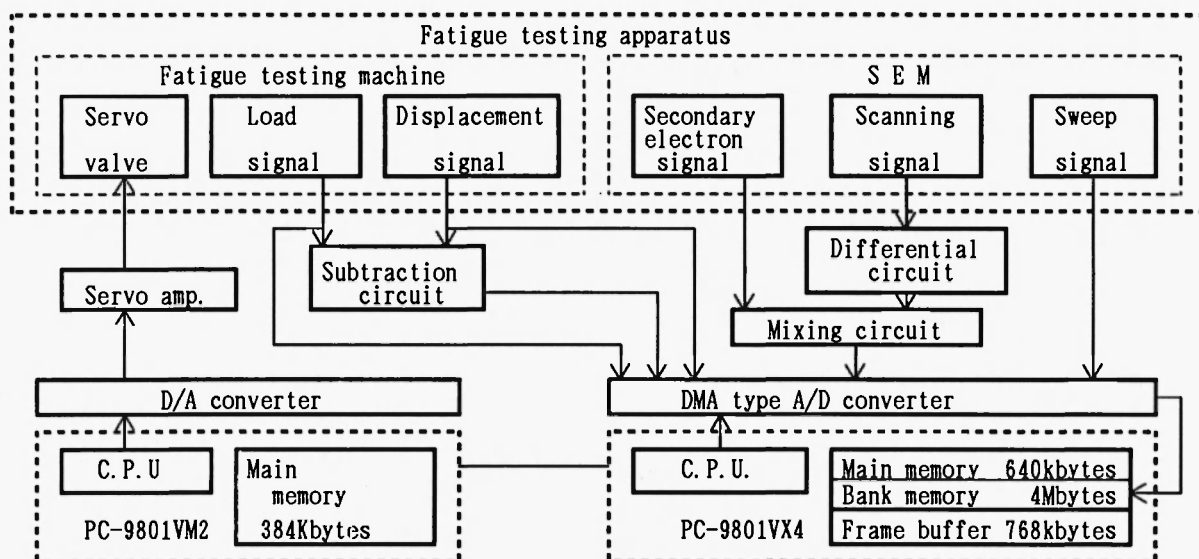 Fatigue testing apparatus
Fatigue testing machine
S E M
Servo
valve
Load
signal
Displacement
signal
Secondary
electron
signal
Scanning
signal
Sweep
signal
Servo amp.
Subtraction
circuit
Differential
circuit
Mixing circuit
D/A converter
DMA type A/D converter
C.P.U
Main
memory
384Kbytes
PC-9801VM2
C.P.U.
PC-9801VX4
Main memory 640kbytes
Bank memory 4Mbytes
Frame buffer 768kbytes